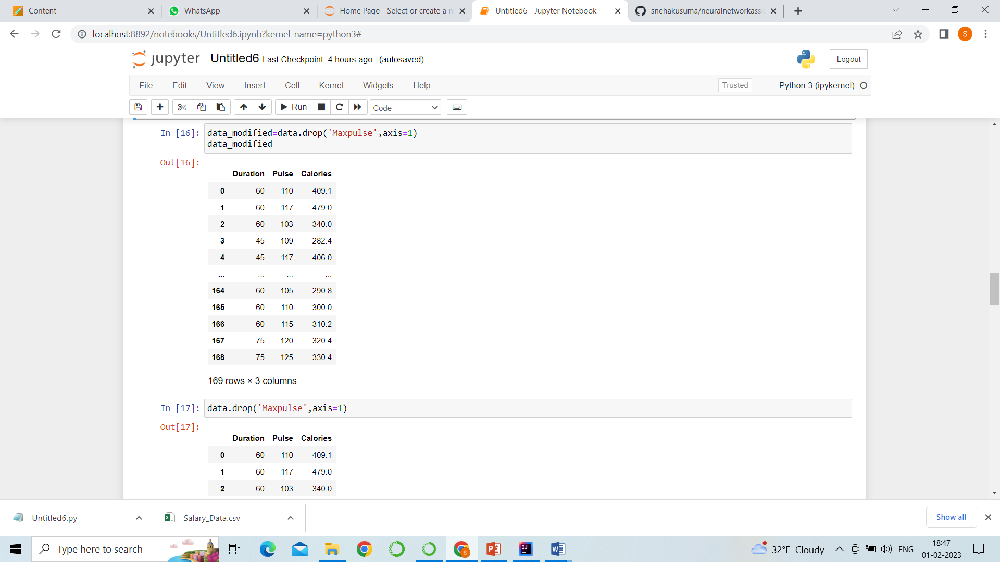 Content
WhatsApp
Home Page - Select or create a n
Untitled6 - Jupyter Notebook
snehakusuma/neuralnetworkassi
localhost:8892/notebooks/Untitled6.ipynb?kernel_name=python3#
S
jupyter Untitled6 Last Checkpoint: 4 hours ago (autosaved)
Logout
File Edit View Insert Cell Kernel Widgets Help
Trusted
Python 3 (ipykernel)
Run
Code
In [16]: data_modified=data.drop('Maxpulse',axis=1)
data_modified
Out[16]:
Duration Pulse Calories
0 60 110 409.1
1 60 117 479.0
2 60 103 340.0
3 45 109 282.4
4 45 117 406.0
... ... ... ...
164 60 105 290.8
165 60 110 300.0
166 60 115 310.2
167 75 120 320.4
168 75 125 330.4
169 rows × 3 columns
In [17]: data.drop('Maxpulse',axis=1)
Out[17]:
Duration Pulse Calories
0 60 110 409.1
1 60 117 479.0
2 60 103 340.0
Untitled6.py
Salary_Data.csv
Show all
Type here to search
32°F Cloudy
ENG
18:47
01-02-2023